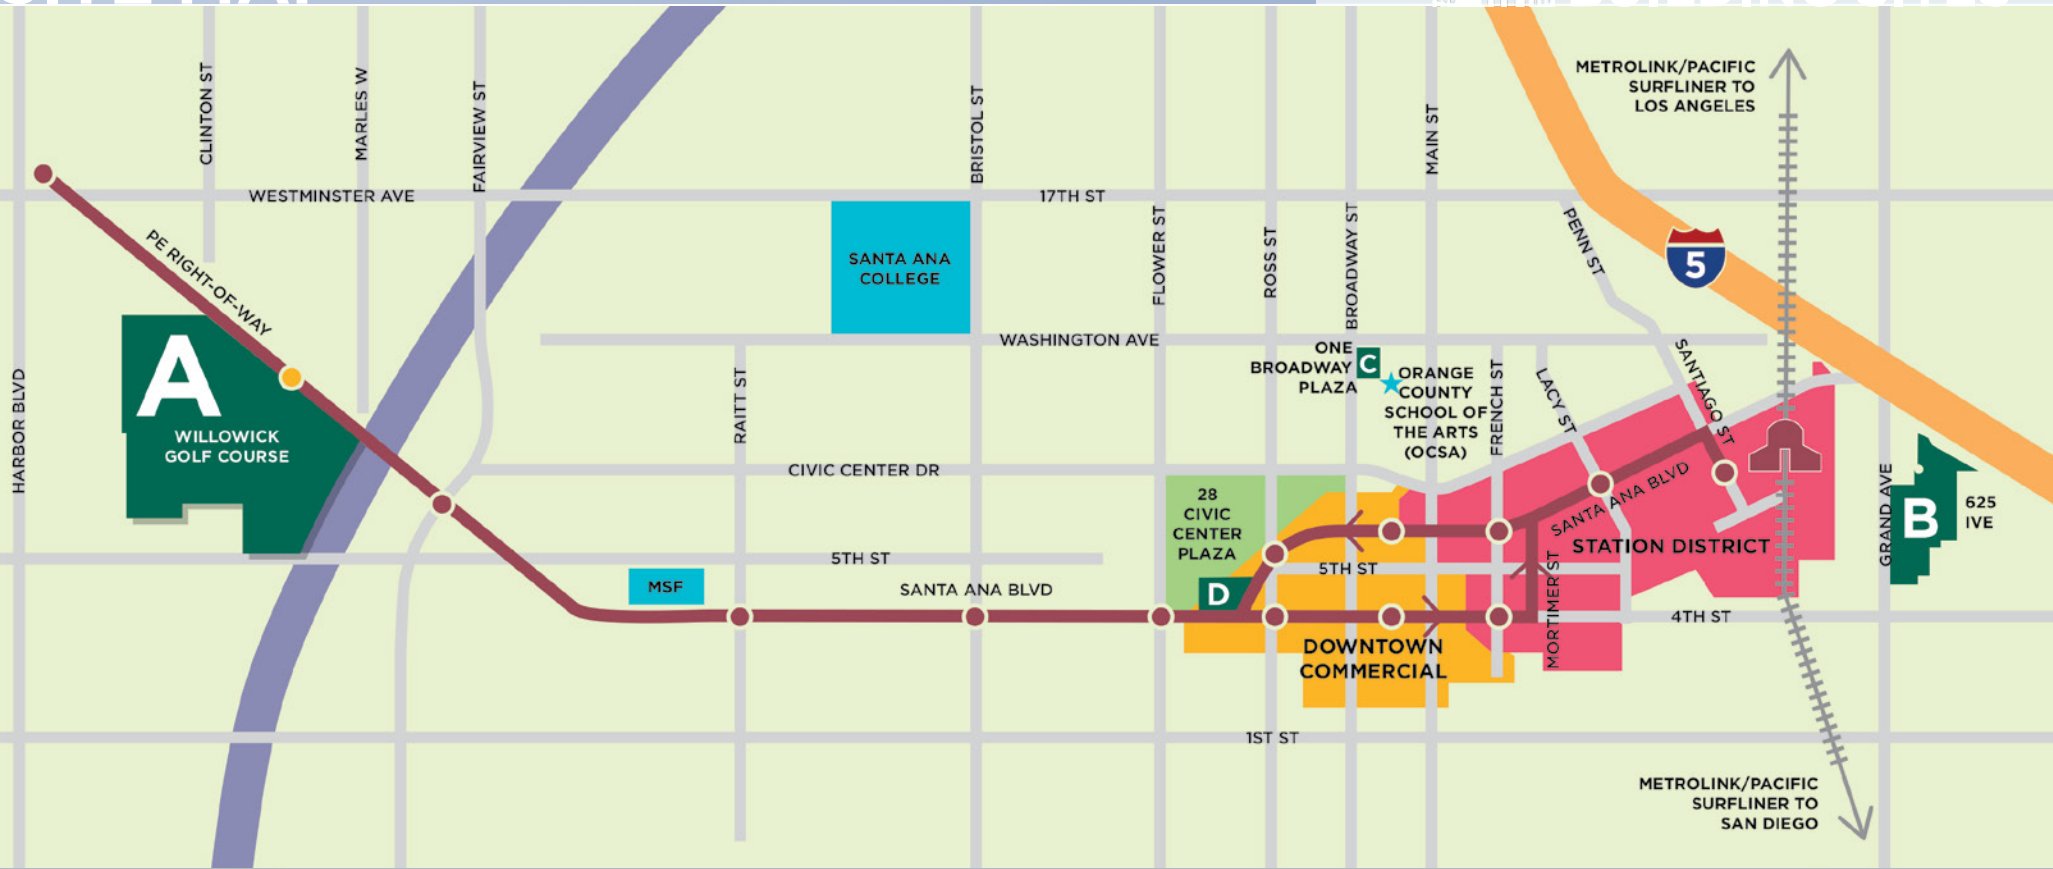 METROLINK/PACIFIC
SURFLINER TO
LOS ANGELES
CLINTON ST
MARLES W
FAIRVIEW ST
BRISTOL ST
MAIN ST
WESTMINSTER AVE
17TH ST
PE RIGHT-OF-WAY
SANTA ANA
COLLEGE
FLOWER ST
ROSS ST
BROADWAY ST
PENN ST
5
WASHINGTON AVE
A
WILLOWICK
GOLF COURSE
HARBOR BLVD
RAITT ST
ONE
BROADWAY
PLAZA
C
ORANGE
COUNTY
SCHOOL OF
THE ARTS
(OCSA)
FRENCH ST
LACY ST
SANTIAGO ST
CIVIC CENTER DR
28
CIVIC
CENTER
PLAZA
SANTA ANA BLVD
GRAND AVE
B
625
IVE
STATION DISTRICT
5TH ST
5TH ST
MSF
SANTA ANA BLVD
D
MORTIMER ST
4TH ST
DOWNTOWN
COMMERCIAL
1ST ST
METROLINK/PACIFIC
SURFLINER TO
SAN DIEGO